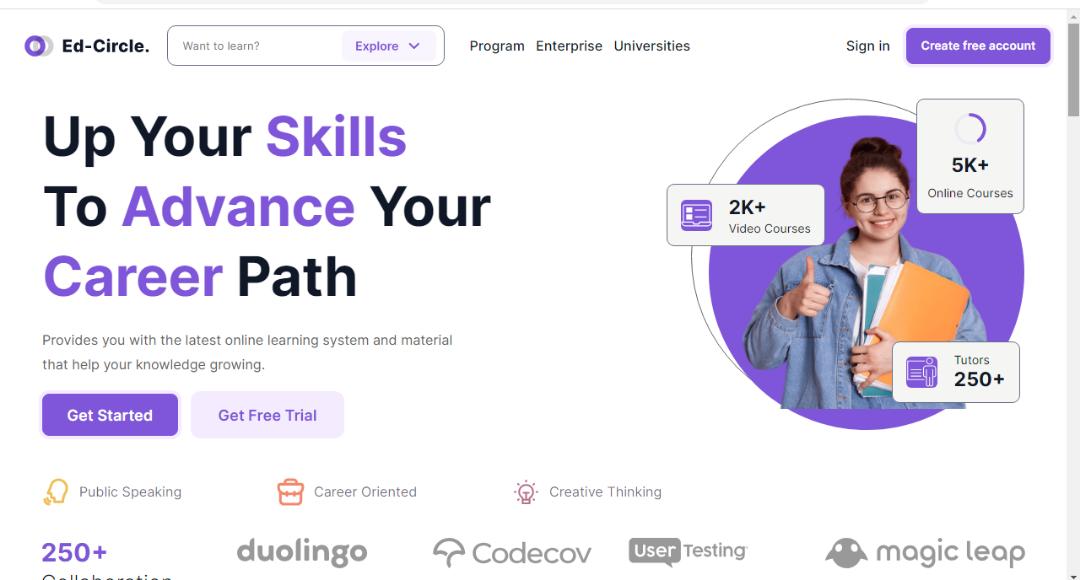 Ed-Circle.
Want to learn?
Explore
Program
Enterprise
Universities
Sign in
Create free account
Up Your Skills
To Advance Your
Career Path
Provides you with the latest online learning system and material
that help your knowledge growing.
Get Started
Get Free Trial
5K+
Online Courses
2K+
Video Courses
Tutors
250+
Public Speaking
Career Oriented
Creative Thinking
250+
Collaboration
duolingo
Codecov
UserTesting
magic leap